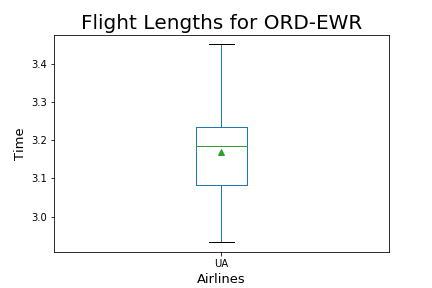 Flight Lengths for ORD-EWR
3.4
3.3
3.2
3.1
3.0
Time
UA
Airlines